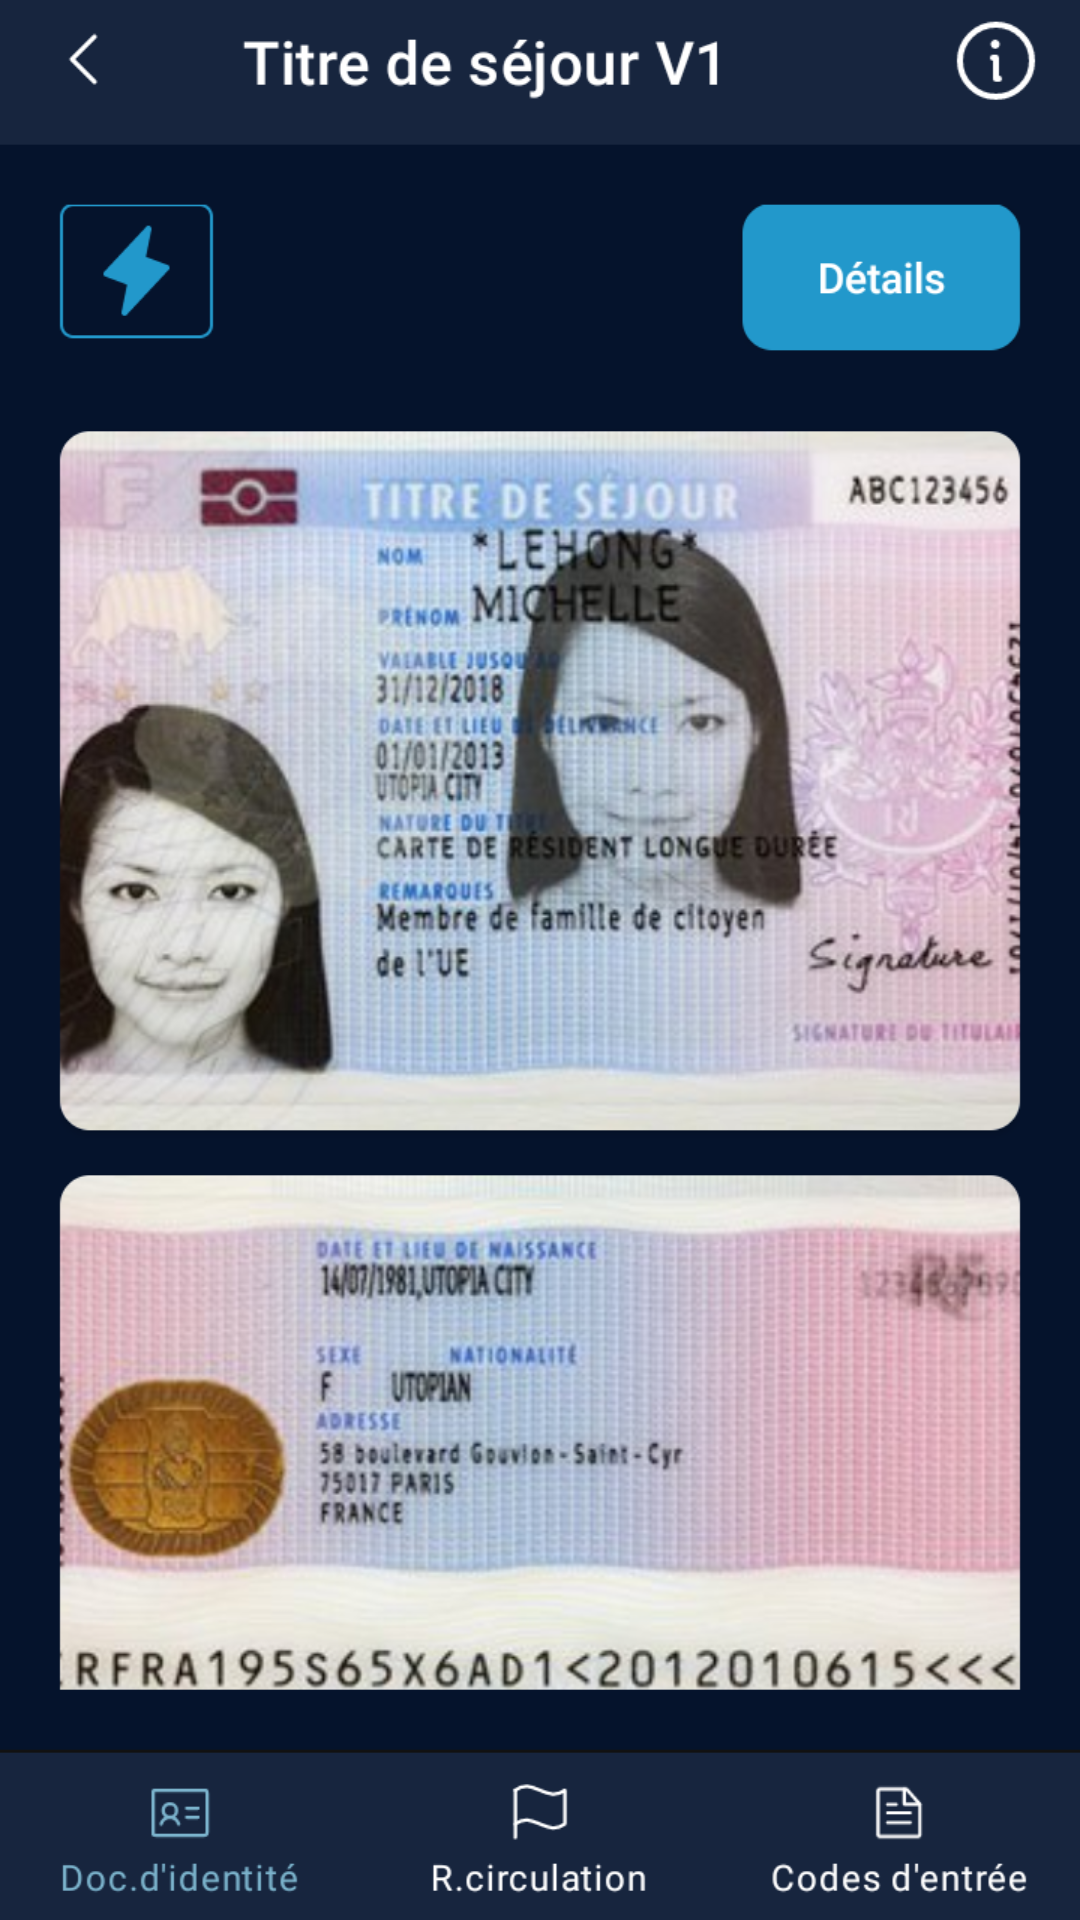 Titre de séjour V1
Détails
F
TITRE DE SÉJOUR
ABC123456
NOM *LEHONG*
PRÉNOM MICHELLE
VALABLE JUSQU'AU
31/12/2018
DATE ET LIEU DE DÉLIVRANCE
01/01/2013
UTOPIA CITY
NATURE DU TITRE
CARTE DE RÉSIDENT LONGUE DURÉE
REMARQUES
Membre de famille de citoyen
de l'UE
Signature
SIGNATURE DU TITULAI
RF
DATE ET LIEU DE NAISSANCE
14/07/1981,UTOPIA CITY
SEXE NATIONALITÉ
F UTOPIAN
ADRESSE
58 boulevard Gouvion-Saint-Cyr
75017 PARIS
FRANCE
RFRA195S65X6AD1<2012010615<<<
Doc.d'identité
R.circulation
Codes d'entrée